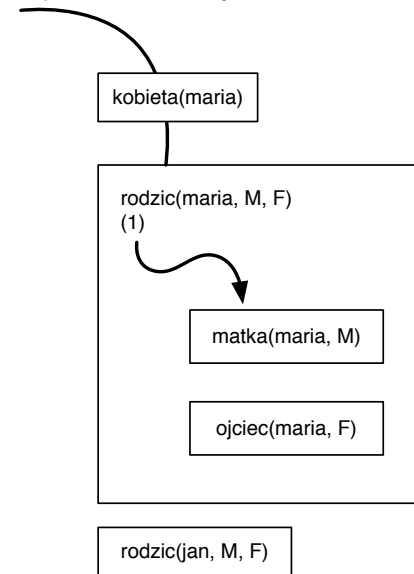 kobieta(maria)
rodzic(maria, M, F)
(1)
matka(maria, M)
ojciec(maria, F)
rodzic(jan, M, F)